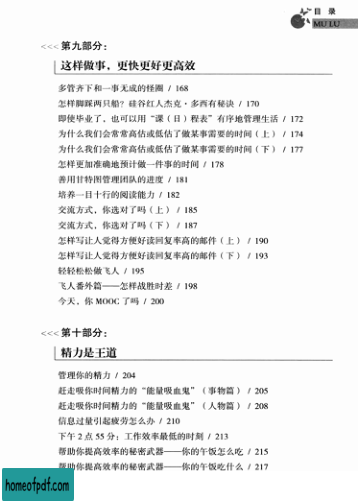 目 录
MU LU
<<< 第九部分：
这样做事，更快更好更高效
多管齐下和一事无成的怪圈 / 168
怎样脚踩两只船？硅谷红人杰克·多西有秘诀 / 170
即使毕业了，也可以用“课（日）程表”有序地管理生活 / 172
为什么我们会常常高估或低估了做某事需要的时间（上） / 174
为什么我们会常常高估或低估了做某事需要的时间（下） / 177
怎样更加准确地预计做一件事的时间 / 178
善用甘特图管理团队的进度 / 181
培养一目十行的阅读能力 / 182
交流方式，你选对了吗（上） / 185
交流方式，你选对了吗（下） / 187
怎样写让人觉得方便好读回复率高的邮件（上） / 190
怎样写让人觉得方便好读回复率高的邮件（下） / 193
轻轻松松做飞人 / 195
飞人番外篇——怎样战胜时差 / 198
今天，你 MOOC 了吗 / 200
<<< 第十部分：
精力是王道
管理你的精力 / 204
赶走吸你时间精力的“能量吸血鬼”（事物篇） / 205
赶走吸你时间精力的“能量吸血鬼”（人物篇） / 208
信息过量引起疲劳怎么办 / 210
下午 2 点 55 分：工作效率最低的时刻 / 213
帮助你提高效率的秘密武器——你的午饭怎么吃 / 215
帮助你提高效率的秘密武器——你的午饭吃什么 / 217
homeofpdf.com